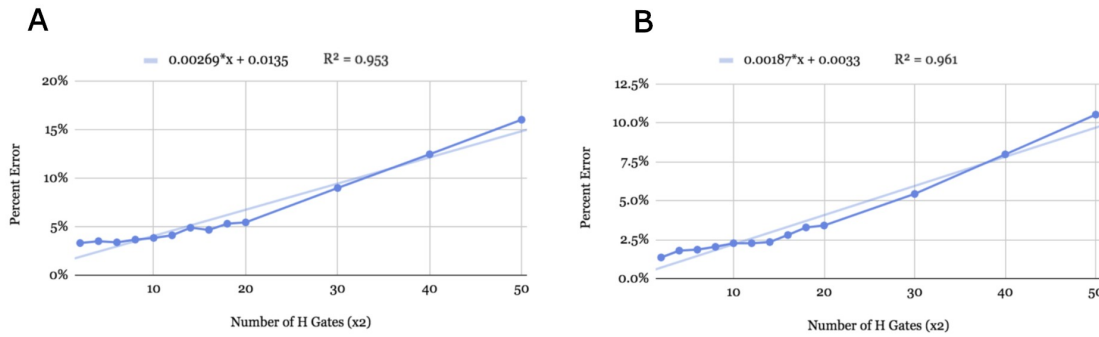 A
0.00269*x + 0.0135 R² = 0.953
20%
15%
10%
5%
0%
Percent Error
10 20 30 40 50
Number of H Gates (x2)
B
0.00187*x + 0.0033 R² = 0.961
12.5%
10.0%
7.5%
5.0%
2.5%
0.0%
Percent Error
10 20 30 40 50
Number of H Gates (x2)